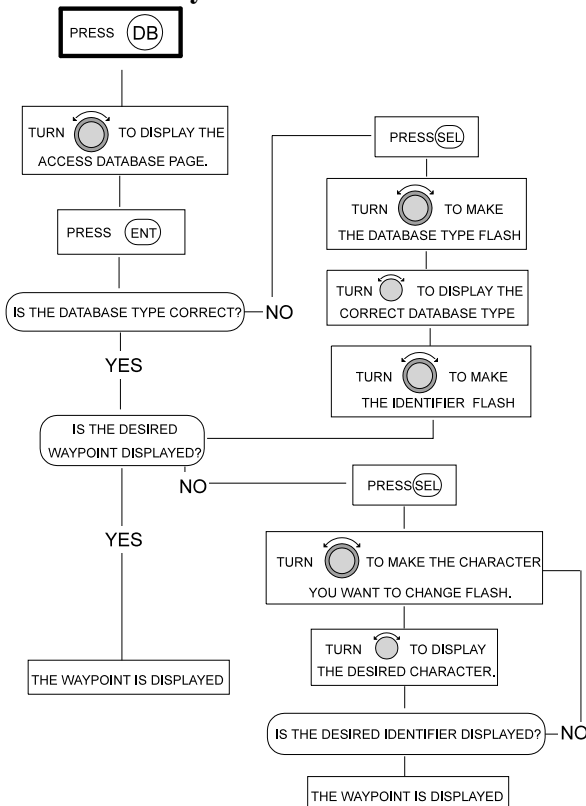 PRESS DB
TURN TO DISPLAY THE
ACCESS DATABASE PAGE.
PRESS ENT
IS THE DATABASE TYPE CORRECT?
NO
PRESS SEL
TURN TO MAKE
THE DATABASE TYPE FLASH
TURN TO DISPLAY THE
CORRECT DATABASE TYPE
TURN TO MAKE
THE IDENTIFIER FLASH
YES
IS THE DESIRED
WAYPOINT DISPLAYED?
NO
PRESS SEL
TURN TO MAKE THE CHARACTER
YOU WANT TO CHANGE FLASH.
TURN TO DISPLAY
THE DESIRED CHARACTER.
IS THE DESIRED IDENTIFIER DISPLAYED?
NO
THE WAYPOINT IS DISPLAYED
YES
THE WAYPOINT IS DISPLAYED